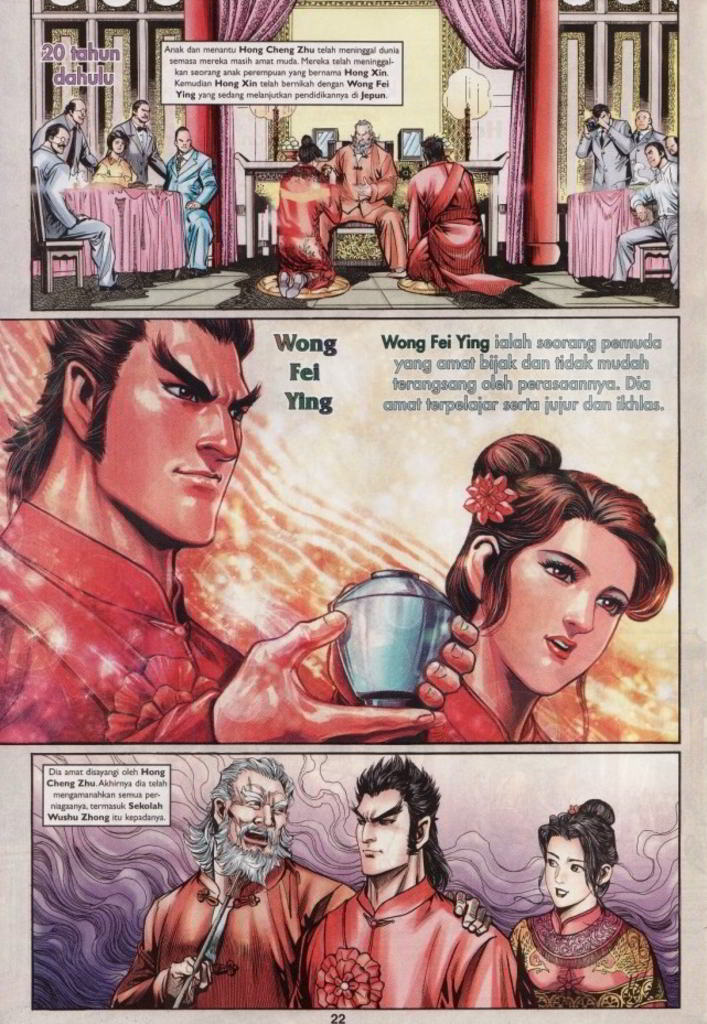 20 tahun
dahulu
Anak dan menantu Hong Cheng Zhu telah meninggal dunia
semasa mereka masih amat muda. Mereka telah meninggal-
kan seorang anak perempuan yang bernama Hong Xin.
Kemudian Hong Xin telah bernikah dengan Wong Fei
Ying yang sedang melanjutkan pendidikannya di Jepun.
Wong
Fei
Ying
Wong Fei Ying ialah seorang pemuda
yang amat bijak dan tidak mudah
terangsang oleh perasaannya. Dia
amat terpelajar serta jujur dan ikhlas.
Dia amat disayangi oleh Hong
Cheng Zhu. Akhirnya dia telah
mengamanahkan semua per-
niagaanya, termasuk Sekolah
Wushu Zhong itu kepadanya.
22